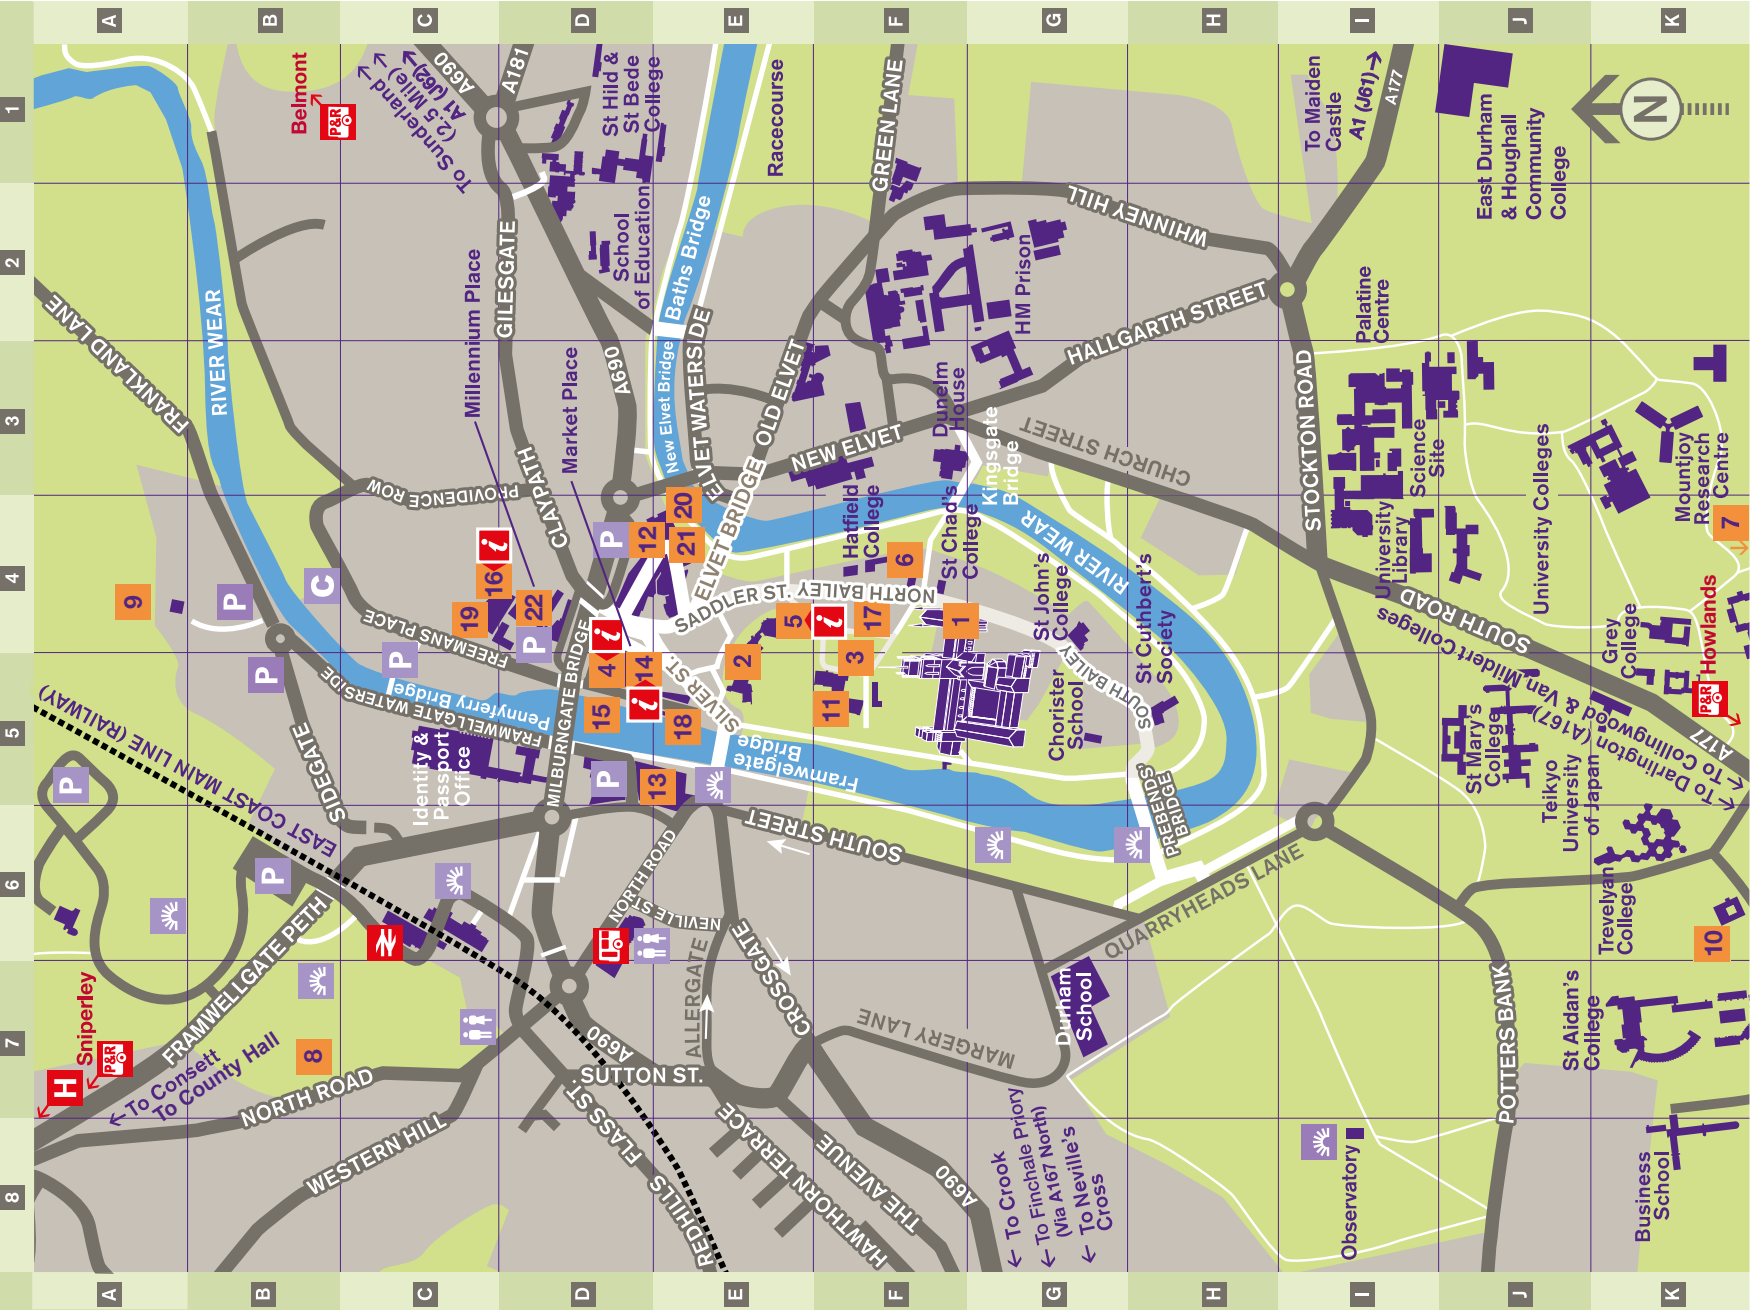 A
B
C
D
E
F
G
H
I
J
K
1
2
3
4
5
6
7
8
A690
A181
To Sunderland
(2.5 Mile)
A1 (J62)
Belmont
P&R
St Hild &
St Bede
College
Racecourse
GREEN LANE
To Maiden
Castle
A1 (J61)
A177
East Durham
& Houghall
Community
College
N
FRANKLAND LANE
RIVER WEAR
GILESGATE
Millennium Place
School
of Education
Baths Bridge
WHINNEY HILL
HM Prison
HALLGARTH STREET
Palatine
Centre
Market Place
A690
New Elvet Bridge
ELVET WATERSIDE
OLD ELVET
NEW ELVET
Dunelm
House
Kingsgate
Bridge
CHURCH STREET
STOCKTON ROAD
Science
Site
University Colleges
Mountjoy
Research
Centre
7
PROVIDENCE ROW
CLAYPATH
P
12
20
21
ELVET BRIDGE
Hatfield
College
6
St Chad's
College
RIVER WEAR
University
Library
9
P
C
i
16
19
22
P
FREEMANS PLACE
SADDLER ST.
NORTH BAILEY
5
i
17
1
St John's
College
St Cuthbert's
Society
SOUTH ROAD
Grey
College
Howlands
P&R
P
P
Pennyferry Bridge
FRAMWELLGATE WATERSIDE
MILBURNGATE BRIDGE
i
4
14
i
15
18
SILVER ST.
2
3
11
Chorister
School
SOUTH BAILEY
St Mary's
College
To Collingwood & Van Mildert Colleges
To Darlington (A167)
A177
EAST COAST MAIN LINE (RAILWAY)
P
SIDEGATE
Identity &
Passport
Office
P
13
Framwelgate
Bridge
PREBENDS
BRIDGE
Teikyo
University
of Japan
P
NORTH ROAD
NEVILLE ST.
SOUTH STREET
QUARRYHEADS LANE
Trevelyan
College
10
FRAMWELLGATE PETH
CROSSGATE
ALLERGATE
Durham
School
Sniperley
P&R
H
To Consett
To County Hall
8
NORTH ROAD
A690
SUTTON ST.
MARGERY LANE
POTTERS BANK
St Aidan's
College
WESTERN HILL
FLASS ST.
REDHILLS
HAWTHORN TERRACE
THE AVENUE
A690
To Crook
To Finchale Priory
(Via A167 North)
To Neville's
Cross
Observatory
Business
School
A
B
C
D
E
F
G
H
I
J
K